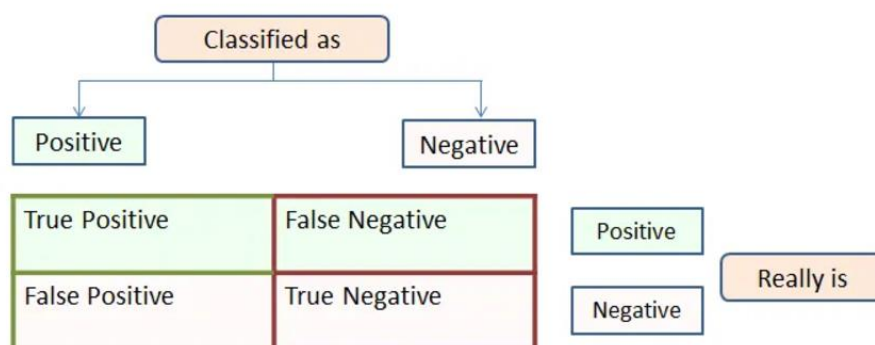 Classified as
Positive
Negative
True Positive
False Negative
Positive
False Positive
True Negative
Negative
Really is